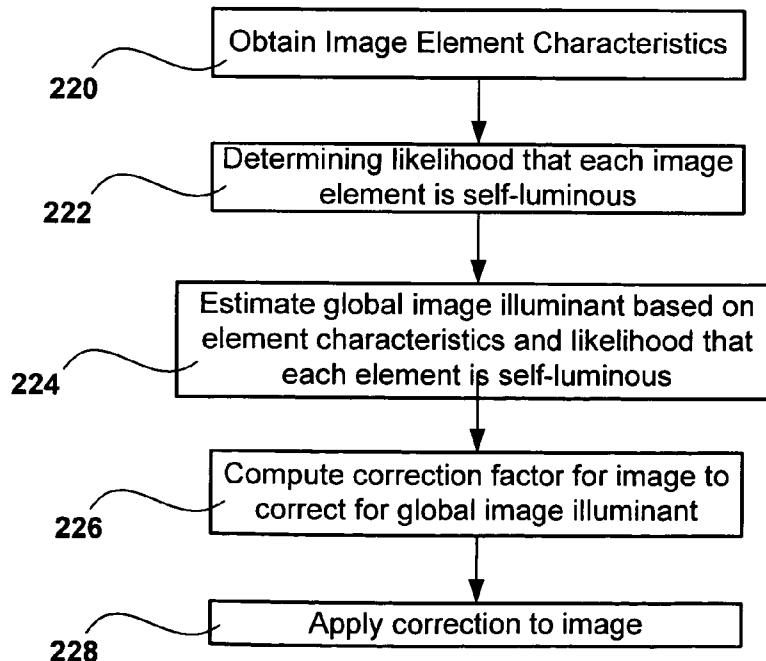 Obtain Image Element Characteristics
220
Determining likelihood that each image
element is self-luminous
222
Estimate global image illuminant based on
element characteristics and likelihood that
each element is self-luminous
224
Compute correction factor for image to
correct for global image illuminant
226
Apply correction to image
228